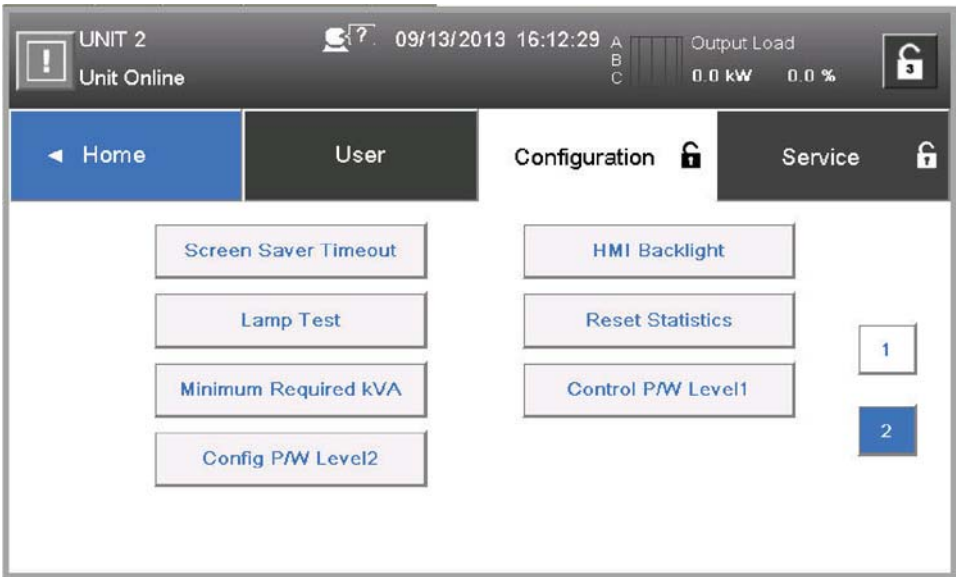 !
UNIT 2
Unit Online
?
09/13/2013 16:12:29
A
B
C
Output Load
0.0 kW 0.0 %
3
Home
User
Configuration
Service
Screen Saver Timeout
HMI Backlight
Lamp Test
Reset Statistics
Minimum Required kVA
Control P/W Level1
Config P/W Level2
1
2